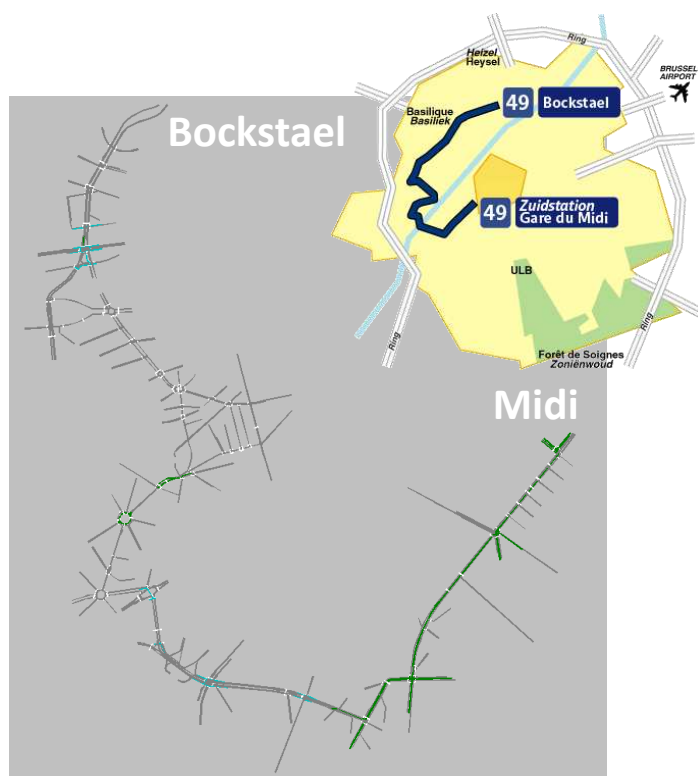 Ring
Heizel
Heysel
BRUSSEL
AIRPORT
Basilique
Basiliek
49 Bockstael
Bockstael
49 Zuidstation
Gare du Midi
ULB
Ring
Ring
Forêt de Soignes
Zoniënwoud
Midi